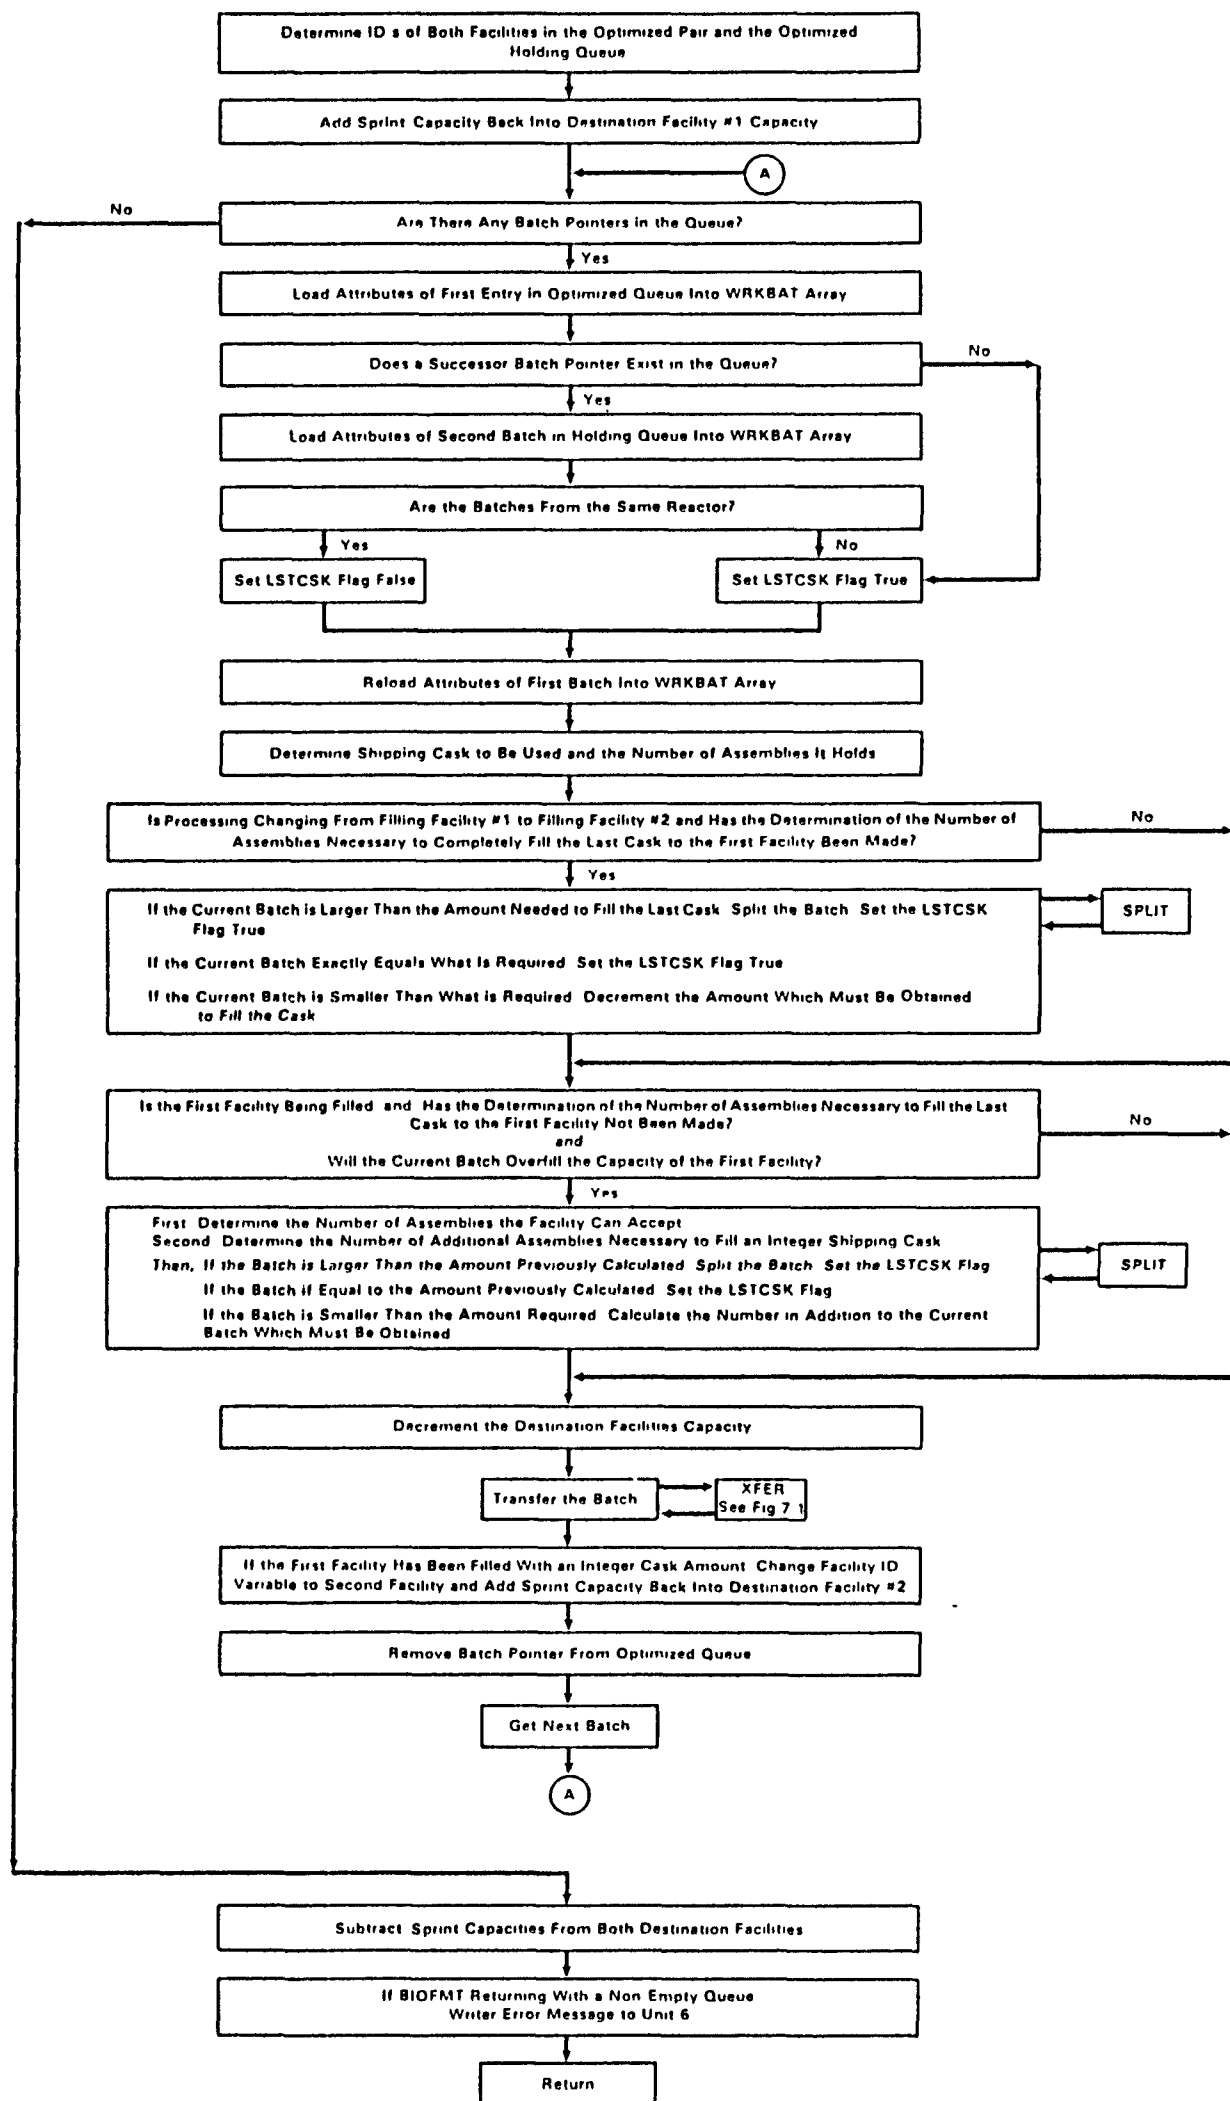 Determine ID s of Both Facilities in the Optimized Pair and the Optimized
Holding Queue
Add Sprint Capacity Back Into Destination Facility #1 Capacity
A
No
Are There Any Batch Pointers in the Queue?
Yes
Load Attributes of First Entry in Optimized Queue Into WRKBAT Array
Does a Successor Batch Pointer Exist in the Queue?
No
Yes
Load Attributes of Second Batch in Holding Queue Into WRKBAT Array
Are the Batches From the Same Reactor?
Yes
No
Set LSTCSK Flag False
Set LSTCSK Flag True
Reload Attributes of First Batch Into WRKBAT Array
Determine Shipping Cask to Be Used and the Number of Assemblies It Holds
Is Processing Changing From Filling Facility #1 to Filling Facility #2 and Has the Determination of the Number of
Assemblies Necessary to Completely Fill the Last Cask to the First Facility Been Made?
No
Yes
If the Current Batch is Larger Than the Amount Needed to Fill the Last Cask Split the Batch Set the LSTCSK
Flag True
SPLIT
If the Current Batch Exactly Equals What Is Required Set the LSTCSK Flag True
If the Current Batch is Smaller Than What is Required Decrement the Amount Which Must Be Obtained
to Fill the Cask
Is the First Facility Being Filled and Has the Determination of the Number of Assemblies Necessary to Fill the Last
Cask to the First Facility Not Been Made?
and
Will the Current Batch Overfill the Capacity of the First Facility?
No
Yes
First Determine the Number of Assemblies the Facility Can Accept
Second Determine the Number of Additional Assemblies Necessary to Fill an Integer Shipping Cask
Then, If the Batch is Larger Than the Amount Previously Calculated Split the Batch Set the LSTCSK Flag
SPLIT
If the Batch if Equal to the Amount Previously Calculated Set the LSTCSK Flag
If the Batch is Smaller Than the Amount Required Calculate the Number in Addition to the Current
Batch Which Must Be Obtained
Decrement the Destination Facilities Capacity
Transfer the Batch
XFER
See Fig 7 1
If the First Facility Has Been Filled With an Integer Cask Amount Change Facility ID
Variable to Second Facility and Add Sprint Capacity Back Into Destination Facility #2
Remove Batch Pointer From Optimized Queue
Get Next Batch
A
Subtract Sprint Capacities From Both Destination Facilities
If BIOFMT Returning With a Non Empty Queue
Writer Error Message to Unit 6
Return